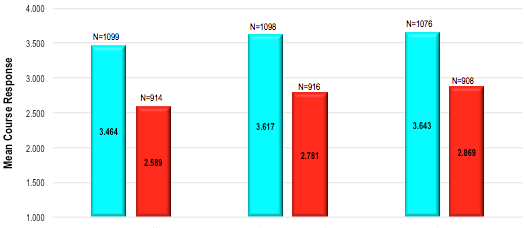 4.000
3.500
3.000
2.500
2.000
1.500
1.000
Mean Course Response
N=1099
3.464
N=914
2.589
N=1098
3.617
N=916
2.781
N=1076
3.643
N=908
2.869